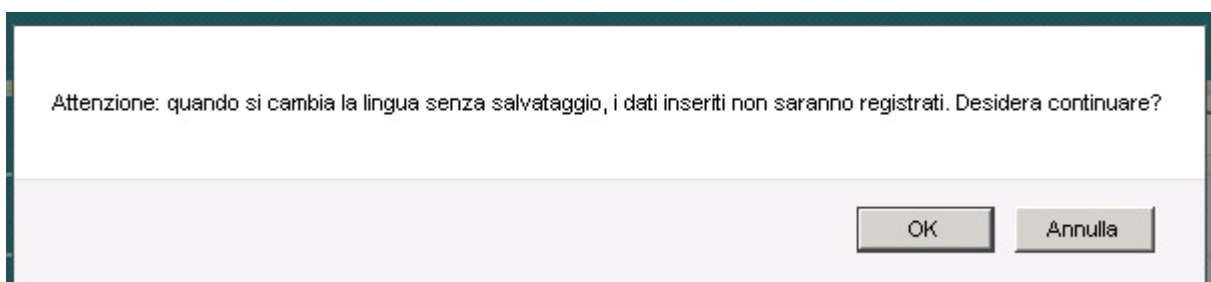 Attenzione: quando si cambia la lingua senza salvataggio, i dati inseriti non saranno registrati. Desidera continuare?
OK
Annulla